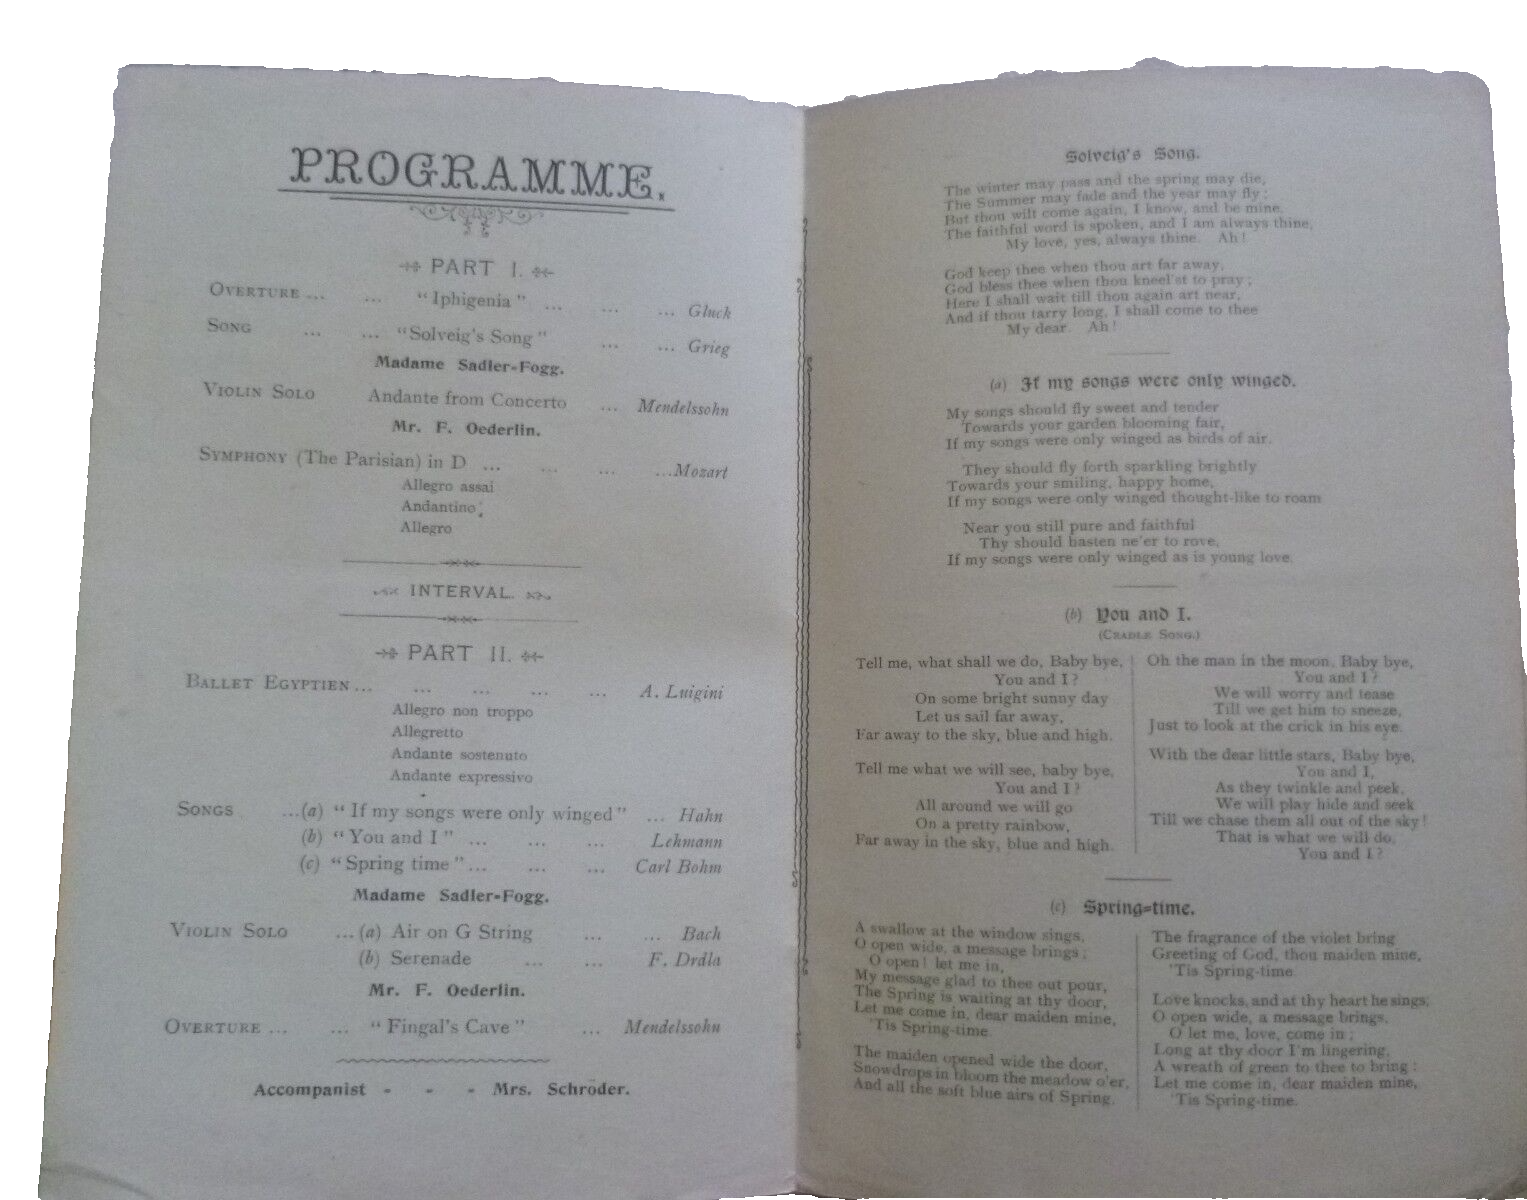 PROGRAMME.
PART I.
OVERTURE ... ... "Iphigenia" ... ... ... Gluck
SONG ... ... "Solveig's Song" ... ... Grieg
Madame Sadler-Fogg.
VIOLIN SOLO Andante from Concerto ... Mendelssohn
Mr. F. Oederlin.
SYMPHONY (The Parisian) in D ... ... ... ...Mozart
Allegro assai
Andantino
Allegro
INTERVAL.
PART II.
BALLET EGYPTIEN ... ... ... ... ... A. Luigini
Allegro non troppo
Allegretto
Andante sostenuto
Andante expressivo
SONGS ...(a) "If my songs were only winged" ... Hahn
(b) "You and I" ... ... ... Lehmann
(c) "Spring time" ... ... ... Carl Bohm
Madame Sadler-Fogg.
VIOLIN SOLO ...(a) Air on G String ... ... Bach
(b) Serenade ... ... F. Drdla
Mr. F. Oederlin.
OVERTURE ... ... "Fingal's Cave" ... Mendelssohn
Accompanist - - - Mrs. Schröder.
Solveig's Song.
The winter may pass and the spring may die,
The Summer may fade and the year may fly;
But thou wilt come again, I know, and be mine.
The faithful word is spoken, and I am always thine,
My love, yes, always thine. Ah!
God keep thee when thou art far away,
God bless thee when thou kneel'st to pray;
Here I shall wait till thou again art near,
And if thou tarry long, I shall come to thee
My dear. Ah!
(a) If my songs were only winged.
My songs should fly sweet and tender
Towards your garden blooming fair,
If my songs were only winged as birds of air.
They should fly forth sparkling brightly
Towards your smiling, happy home,
If my songs were only winged thought-like to roam
Near you still pure and faithful
Thy should hasten ne'er to rove,
If my songs were only winged as is young love.
(b) You and I.
(CRADLE SONG.)
Tell me, what shall we do, Baby bye,
You and I?
On some bright sunny day
Let us sail far away,
Far away to the sky, blue and high.
Tell me what we will see, baby bye,
You and I?
All around we will go
On a pretty rainbow,
Far away in the sky, blue and high.
Oh the man in the moon, Baby bye,
You and I?
We will worry and tease
Till we get him to sneeze,
Just to look at the crick in his eye.
With the dear little stars, Baby bye,
You and I,
As they twinkle and peek,
We will play hide and seek
Till we chase them all out of the sky!
That is what we will do,
You and I?
(c) Spring-time.
A swallow at the window sings,
O open wide, a message brings;
O open! let me in,
My message glad to thee out pour,
The Spring is waiting at thy door,
Let me come in, dear maiden mine,
'Tis Spring-time
The maiden opened wide the door,
Snowdrops in bloom the meadow o'er,
And all the soft blue airs of Spring.
The fragrance of the violet bring
Greeting of God, thou maiden mine,
'Tis Spring-time
Love knocks, and at thy heart he sings,
O open wide, a message brings,
O let me, love, come in;
Long at thy door I'm lingering,
A wreath of green to thee to bring:
Let me come in, dear maiden mine,
'Tis Spring-time.